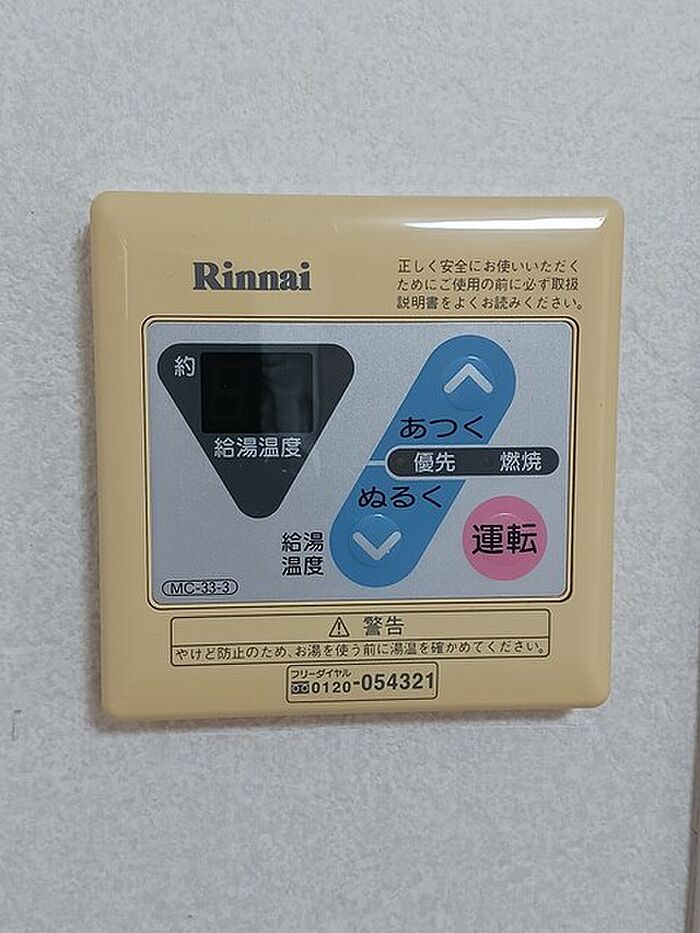 Rinnai
正しく安全にお使いいただく
ためにご使用の前に必ず取扱
説明書をよくお読みください。
約
給湯温度
あつく
優先 燃焼
ぬるく
給湯
温度
運転
MC-33-3
⚠ 警告
やけど防止のため、お湯を使う前に湯温を確かめてください。
フリーダイヤル
0120-054321